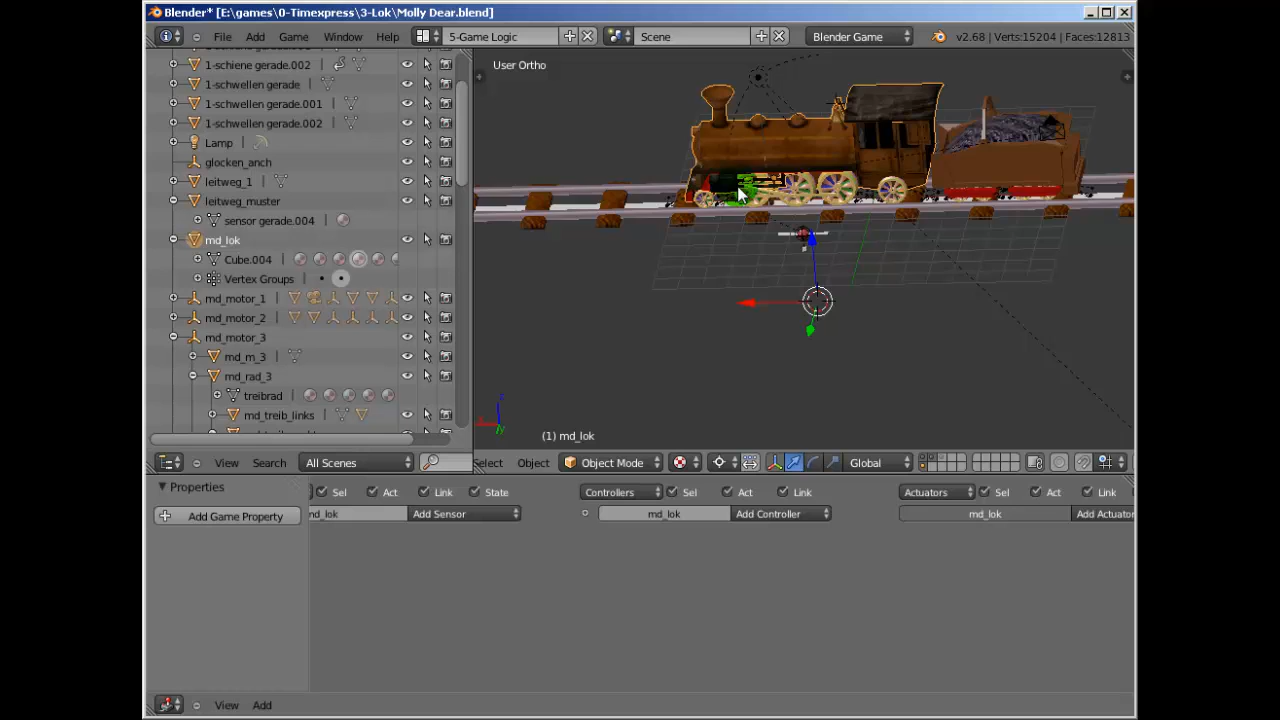 Blender* [E:\games\0-Timexpress\3-Lok\Molly Dear.blend]
File Add Game Window Help 5-Game Logic Scene Blender Game v2.68 | Verts:15204 | Faces:12813
1-schiene gerade.002
1-schwellen gerade
1-schwellen gerade.001
1-schwellen gerade.002
Lamp
glocken_anch
leitweg_1
leitweg_muster
sensor gerade.004
md_lok
Cube.004
Vertex Groups
md_motor_1
md_motor_2
md_motor_3
md_m_3
md_rad_3
treibrad
md_treib_links
User Ortho
(1) md_lok
View Search All Scenes
Select Object Object Mode Global
Properties
Add Game Property
Sel Act Link State
md_lok Add Sensor
Controllers Sel Act Link
md_lok Add Controller
Actuators Sel Act Link
md_lok Add Actuator
View Add